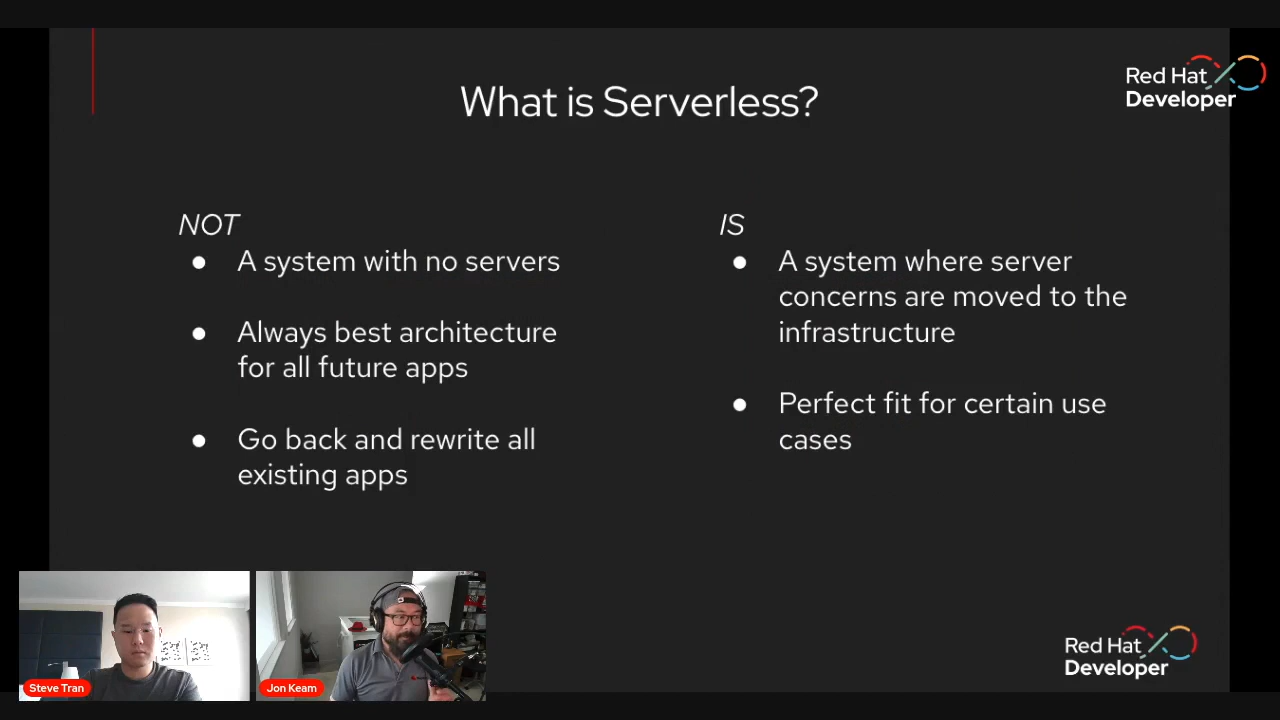 What is Serverless?
Red Hat
Developer
NOT
● A system with no servers
● Always best architecture
for all future apps
● Go back and rewrite all
existing apps
IS
● A system where server
concerns are moved to the
infrastructure
● Perfect fit for certain use
cases
Steve Tran
Jon Keam
Red Hat
Developer